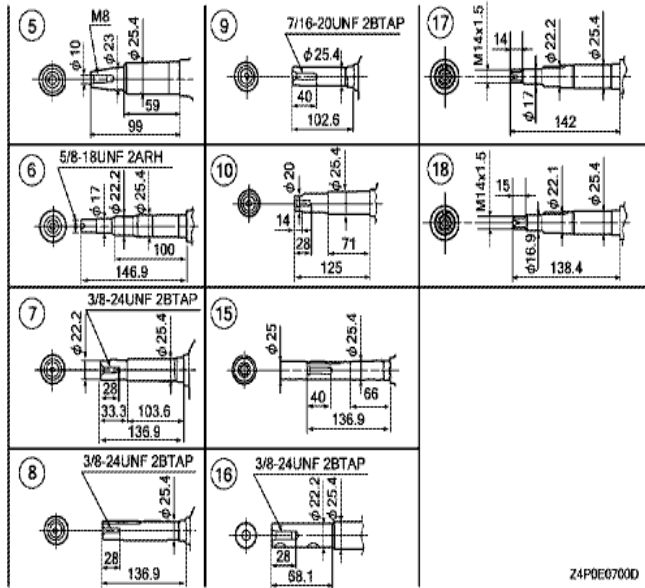 5
M8
φ10
φ23
φ25.4
59
99
9
7/16-20UNF 2BTAP
φ25.4
40
102.6
17
M14x1.5
14
φ22.2
φ25.4
φ17
142
6
5/8-18UNF 2ARH
φ17
φ22.2
φ25.4
100
146.9
10
φ20
φ25.4
14
28
71
125
18
M14x1.5
15
φ22.1
φ25.4
φ16.9
138.4
7
3/8-24UNF 2BTAP
φ22.2
φ25.4
28
33.3
103.6
136.9
15
φ25
φ25.4
40
66
136.9
8
3/8-24UNF 2BTAP
φ25.4
28
136.9
16
3/8-24UNF 2BTAP
φ22.2
φ25.4
28
68.1
Z4P0E0700D